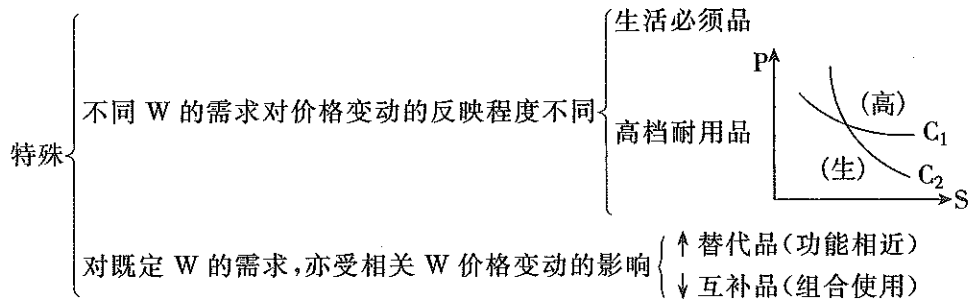 生活必须品
P
不同 W 的需求对价格变动的反映程度不同
(高)
特殊
高档耐用品
C₁
(生)
C₂
S
对既定 W 的需求,亦受相关 W 价格变动的影响
↑ 替代品(功能相近)
↓ 互补品(组合使用)